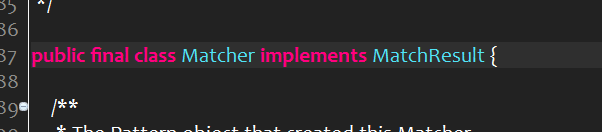 35 */
36
37 public final class Matcher implements MatchResult {
38
39 /**
* The Pattern object that created this Matcher.